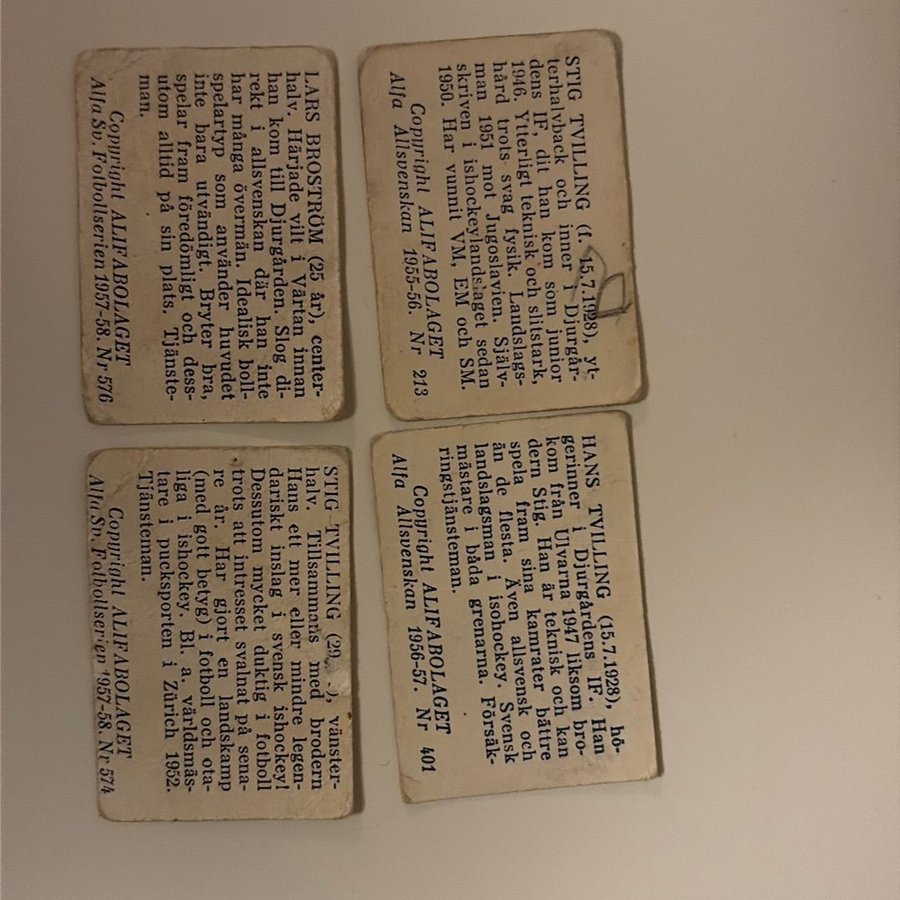 STIG TVILLING (f. 15.7.1928), yt-
terhalvback och inner i Djurgår-
dens IF, dit han kom som junior
1946. Ytterligt teknisk och slitstark,
hård trots svag fysik. Landslags-
man 1951 mot Jugoslavien. Själv-
skriven i ishockeylandslaget sedan
1950. Har vunnit VM, EM och SM.
Copyright ALIFABOLAGET
Alfa Allsvenskan 1955-56. Nr 213
HANS TVILLING (15.7.1928), hö-
gerinner i Djurgårdens IF. Han
kom från Ulvarna 1947 liksom bro-
dern Stig. Han är teknisk och kan
spela fram sina kamrater bättre
än de flesta. Även allsvensk och
landslagsman i isohockey. Svensk
mästare i båda grenarna. Försäk-
ringstjänsteman.
Copyright ALIFABOLAGET
Alfa Allsvenskan 1956-57. Nr 401
LARS BROSTRÖM (25 år), center-
halv. Härjade vilt i Värtan innan
han kom till Djurgården. Slog di-
rekt i allsvenskan där han inte
har många övermän. Idealisk boll-
spelartyp som använder huvudet
inte bara utvändigt. Bryter bra,
spelar fram föredömligt och dess-
utom alltid på sin plats. Tjänste-
man.
Copyright ALIFABOLAGET
Alfa Sv. Fotbollserien 1957-58. Nr 576
STIG TVILLING (29 ), vänster-
halv. Tillsammans med brodern
Hans ett mer eller mindre legen-
dariskt inslag i svensk ishockey!
Dessutom mycket duktig i fotboll
trots att intresset svalnat på sena-
re år. Har gjort en landskamp
(med gott betyg) i fotboll och ota-
liga i ishockey. Bl. a. världsmäs-
tare i pucksporten i Zürich 1952.
Tjänsteman.
Copyright ALIFABOLAGET
Alfa Sv. Fotbollserien 1957-58. Nr 574